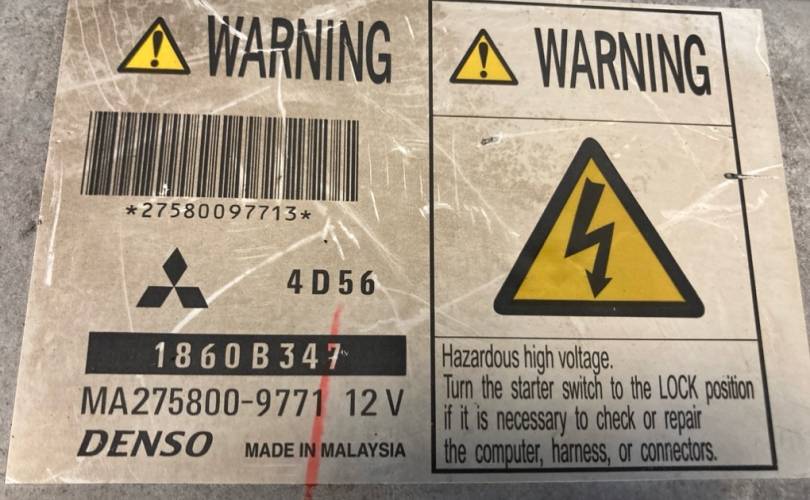 WARNING
*27580097713*
4D56
1860B347
MA275800-9771 12V
DENSO MADE IN MALAYSIA
WARNING
Hazardous high voltage.
Turn the starter switch to the LOCK position
if it is necessary to check or repair
the computer, harness, or connectors.